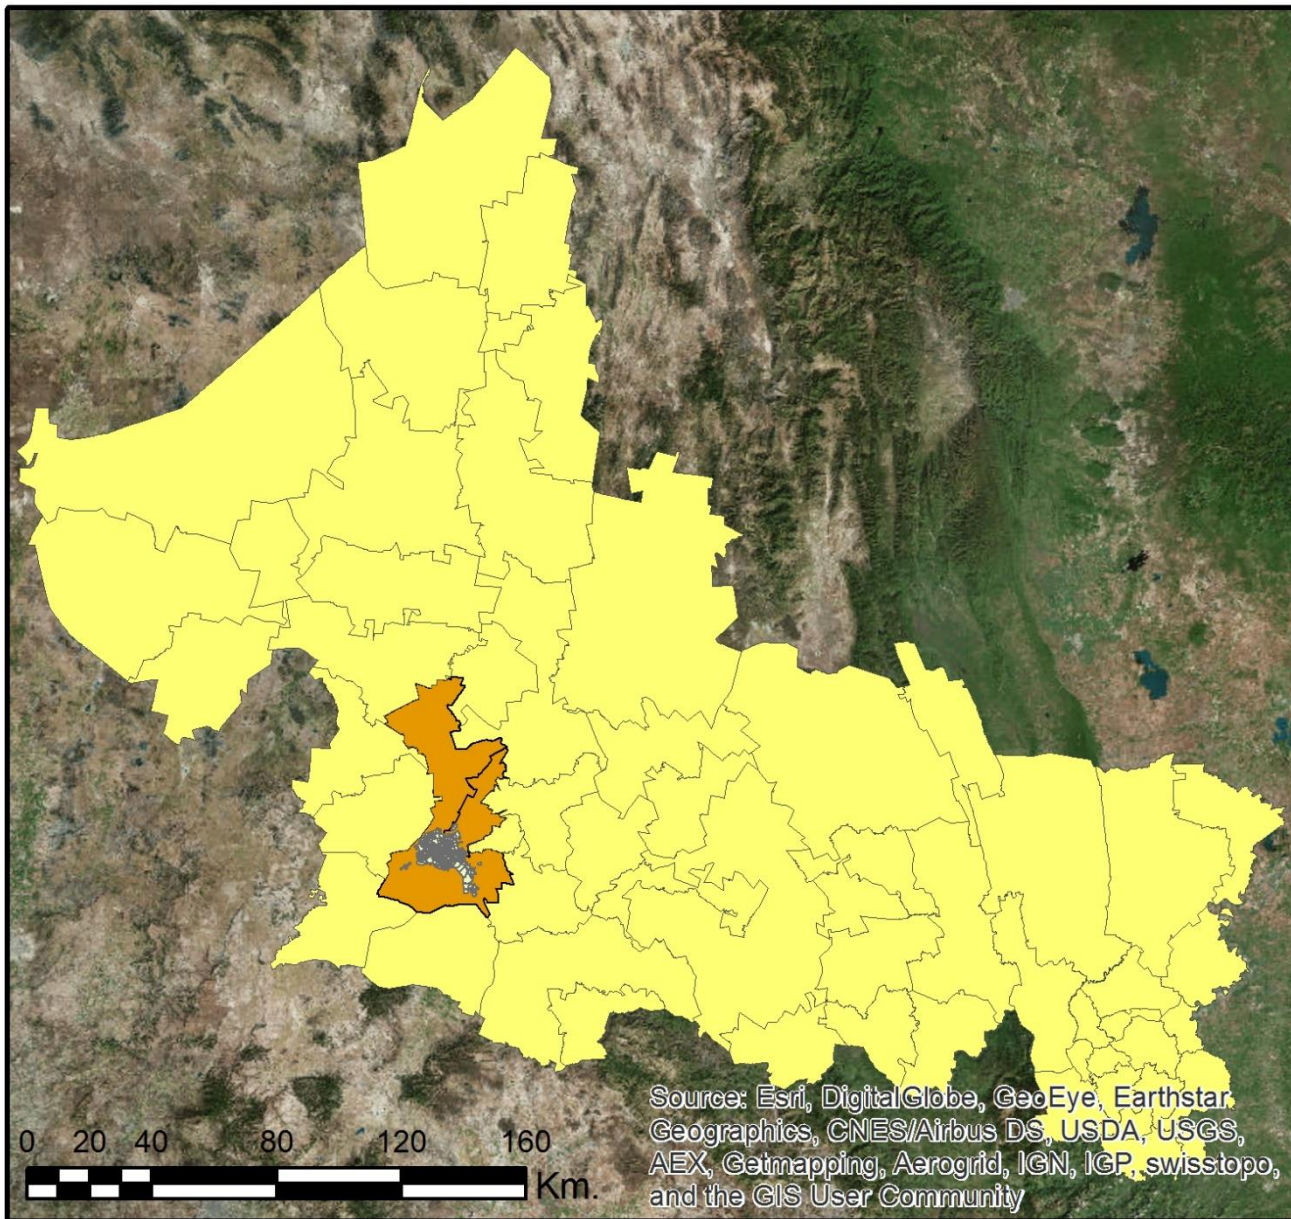 Source: Esri, DigitalGlobe, GeoEye, Earthstar
Geographics, CNES/Airbus DS, USDA, USGS,
AEX, Getmapping, Aerogrid, IGN, IGP, swisstopo,
and the GIS User Community
0 20 40 80 120 160
Km.